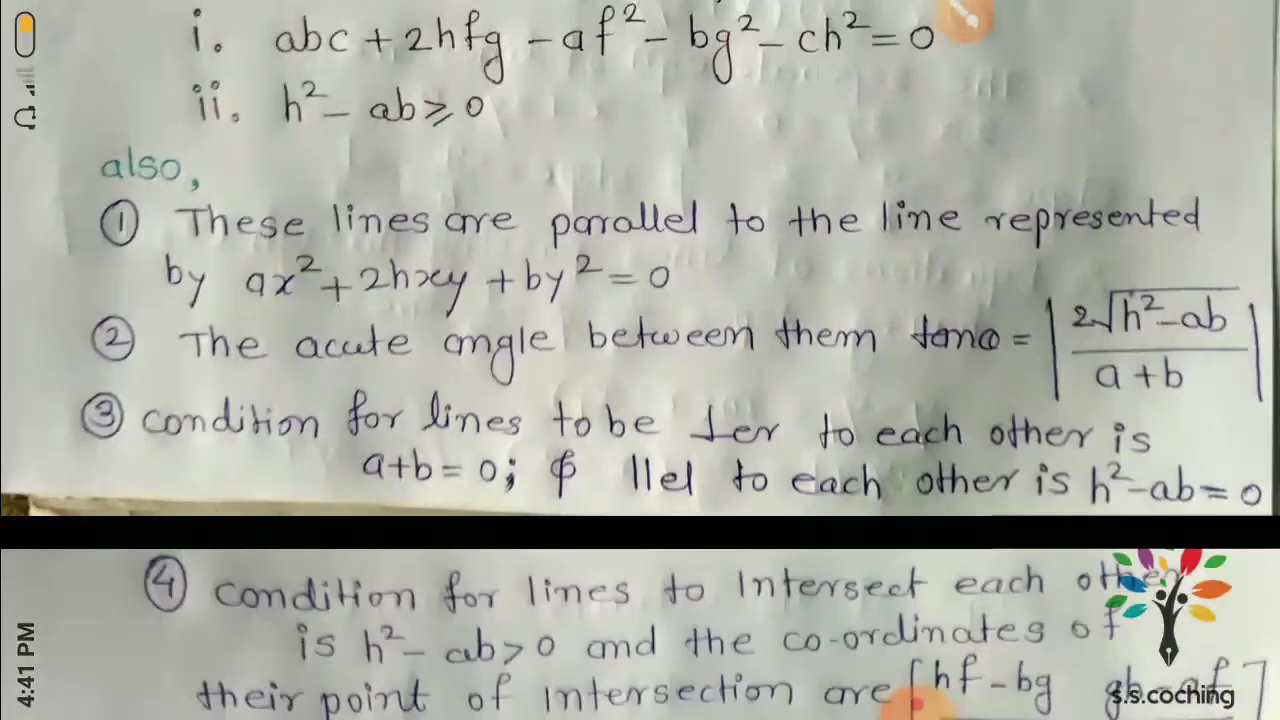 i. abc + 2hfg - af² - bg² - ch² = 0
ii. h² - ab ≥ 0
also,
① These lines are parallel to the line represented
by ax² + 2hxy + by² = 0
② The acute angle between them tanθ = | 2√(h² - ab) / (a + b) |
③ condition for lines to be ⊥er to each other is
a+b = 0; & llel to each other is h² - ab = 0
④ condition for lines to Intersect each other
is h² - ab > 0 and the co-ordinates of
their point of intersection are [ hf - bg
s.s.coching
4:41 PM